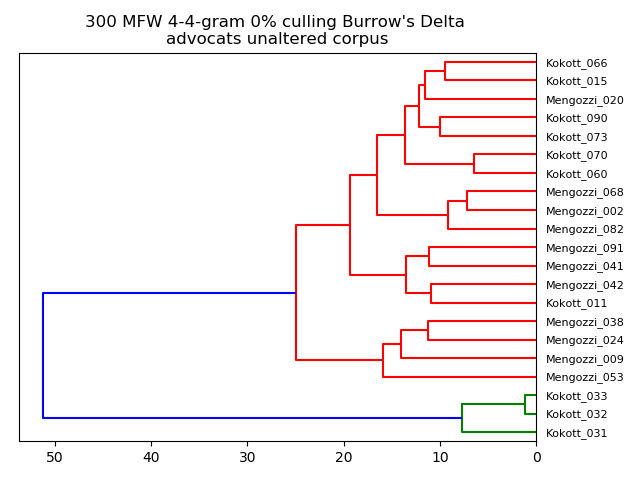 300 MFW 4-4-gram 0% culling Burrow's Delta
advocats unaltered corpus
Kokott_066
Kokott_015
Mengozzi_020
Kokott_090
Kokott_073
Kokott_070
Kokott_060
Mengozzi_068
Mengozzi_002
Mengozzi_082
Mengozzi_091
Mengozzi_041
Mengozzi_042
Kokott_011
Mengozzi_038
Mengozzi_024
Mengozzi_009
Mengozzi_053
Kokott_033
Kokott_032
Kokott_031
50 40 30 20 10 0